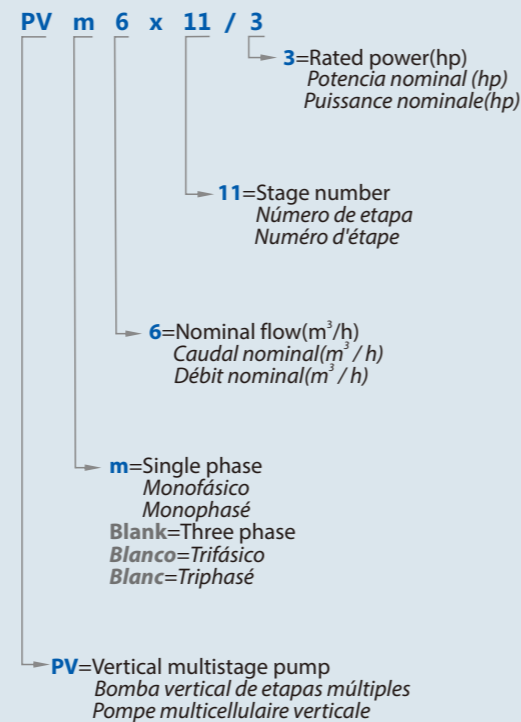 PV m 6 x 11 / 3
3=Rated power(hp)
Potencia nominal (hp)
Puissance nominale(hp)
11=Stage number
Número de etapa
Numéro d'étape
6=Nominal flow(m³/h)
Caudal nominal(m³/ h)
Débit nominal(m³/ h)
m=Single phase
Monofásico
Monophasé
Blank=Three phase
Blanco=Trifásico
Blanc=Triphasé
PV=Vertical multistage pump
Bomba vertical de etapas múltiples
Pompe multicellulaire verticale